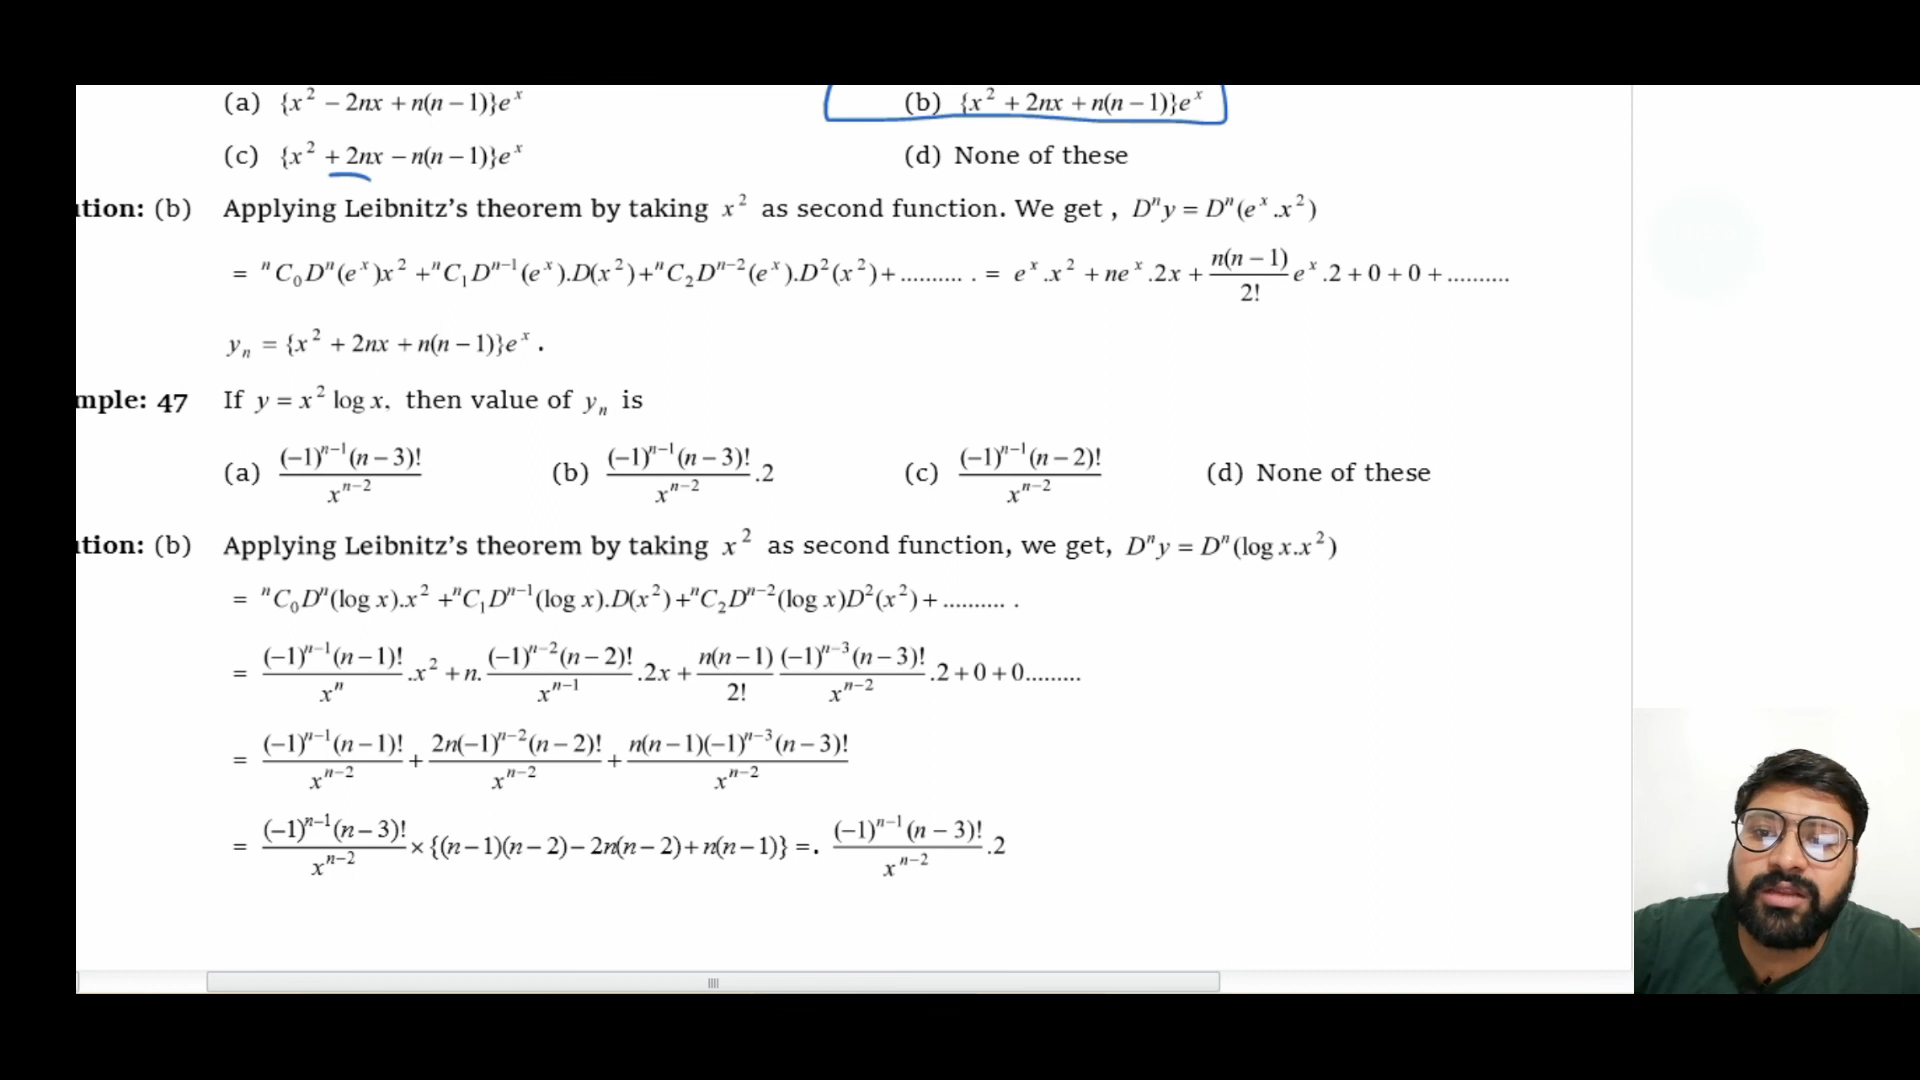 (a) {x² − 2nx + n(n − 1)}eˣ (b) {x² + 2nx + n(n − 1)}eˣ
(c) {x² + 2nx − n(n − 1)}eˣ (d) None of these
tion: (b) Applying Leibnitz's theorem by taking x² as second function. We get , Dⁿy = Dⁿ(eˣ.x²)
= ⁿC₀Dⁿ(eˣ)x² +ⁿC₁Dⁿ⁻¹(eˣ).D(x²)+ⁿC₂Dⁿ⁻²(eˣ).D²(x²)+.......... . = eˣ.x² + neˣ.2x + n(n − 1)/2! eˣ.2 + 0 + 0 + ..........
yₙ = {x² + 2nx + n(n − 1)}eˣ .
mple: 47 If y = x² log x, then value of yₙ is
(a) (−1)ⁿ⁻¹(n − 3)!/xⁿ⁻² (b) (−1)ⁿ⁻¹(n − 3)!/xⁿ⁻² .2 (c) (−1)ⁿ⁻¹(n − 2)!/xⁿ⁻² (d) None of these
tion: (b) Applying Leibnitz's theorem by taking x² as second function, we get, Dⁿy = Dⁿ(log x.x²)
= ⁿC₀Dⁿ(log x).x² +ⁿC₁Dⁿ⁻¹(log x).D(x²)+ⁿC₂Dⁿ⁻²(log x)D²(x²)+.......... .
= (−1)ⁿ⁻¹(n − 1)!/xⁿ .x² + n. (−1)ⁿ⁻²(n − 2)!/xⁿ⁻¹ .2x + n(n − 1)/2! (−1)ⁿ⁻³(n − 3)!/xⁿ⁻² .2 + 0 + 0.........
= (−1)ⁿ⁻¹(n − 1)!/xⁿ⁻² + 2n(−1)ⁿ⁻²(n − 2)!/xⁿ⁻² + n(n − 1)(−1)ⁿ⁻³(n − 3)!/xⁿ⁻²
= (−1)ⁿ⁻¹(n − 3)!/xⁿ⁻² × {(n − 1)(n − 2) − 2n(n − 2) + n(n − 1)} =. (−1)ⁿ⁻¹(n − 3)!/xⁿ⁻² .2